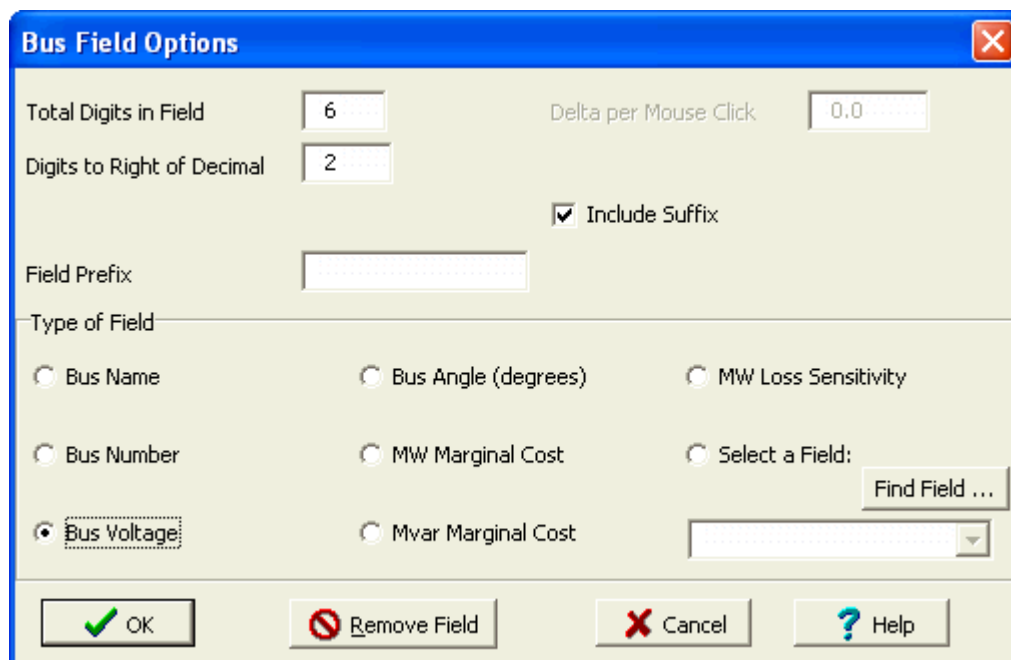 Bus Field Options
Total Digits in Field 6 Delta per Mouse Click 0.0
Digits to Right of Decimal 2
Include Suffix
Field Prefix
Type of Field
Bus Name Bus Angle (degrees) MW Loss Sensitivity
Bus Number MW Marginal Cost Select a Field:
Find Field ...
Bus Voltage Mvar Marginal Cost
OK Remove Field Cancel ? Help